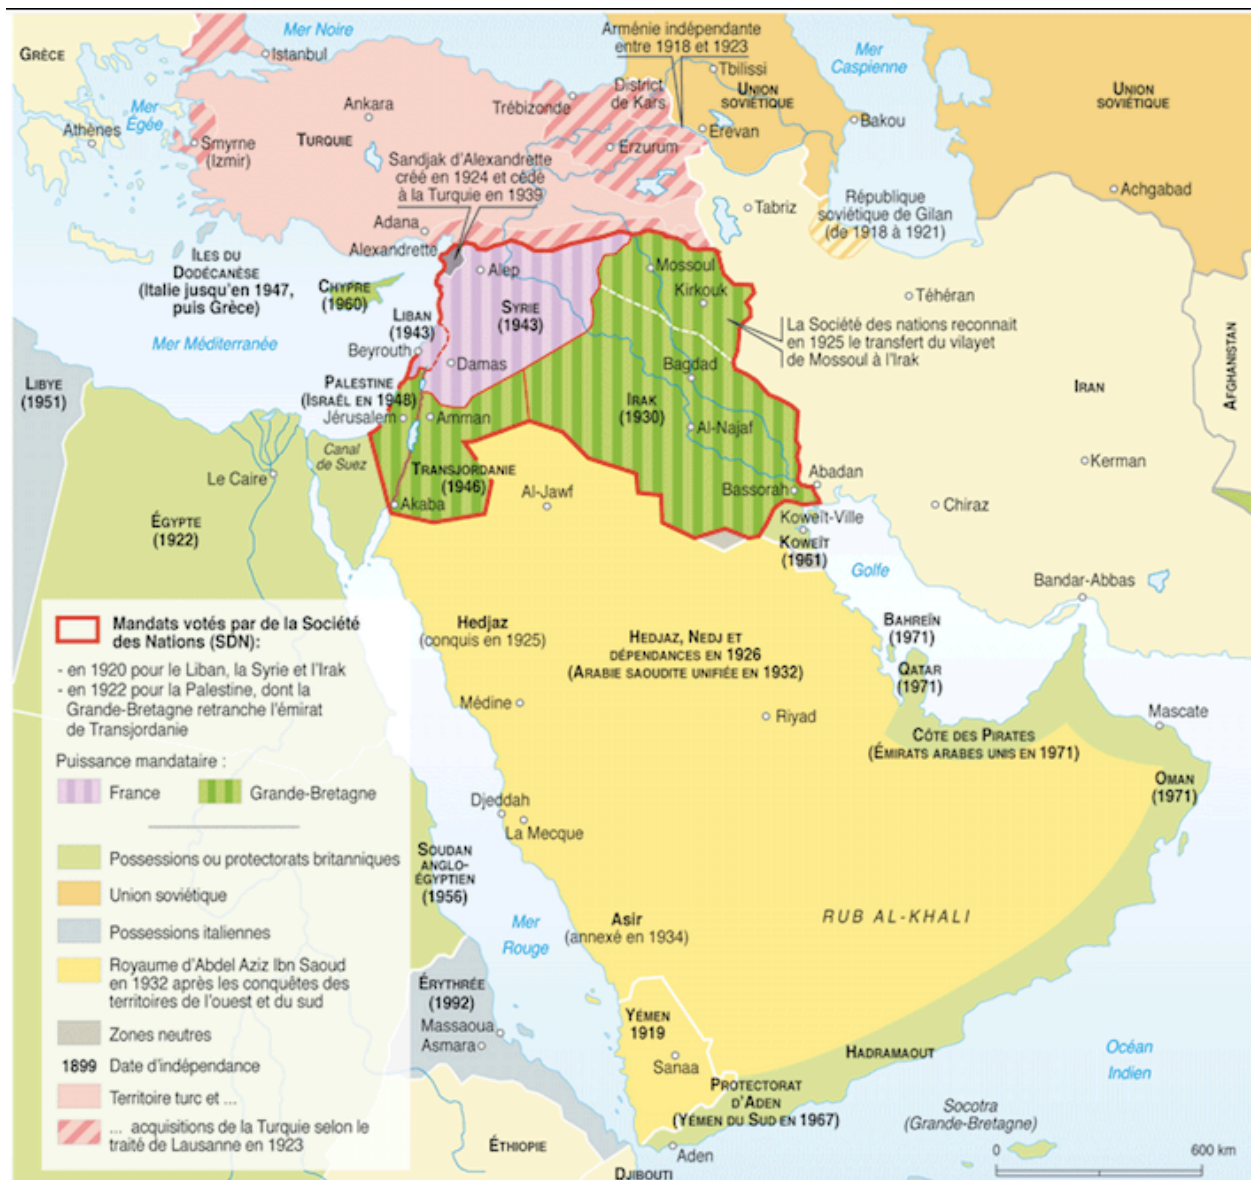 Mer Noire
GRÈCE
Istanbul
Arménie indépendante
entre 1918 et 1923
Tbilissi
Mer
Caspienne
UNION
SOVIÉTIQUE
UNION
SOVIÉTIQUE
Mer
Égée
Athènes
Ankara
Trébizonde
District
de Kars
Erevan
Bakou
Smyrne
(Izmir)
TURQUIE
Erzurum
Achgabad
Sandjak d'Alexandrette
créé en 1924 et cédé
à la Turquie en 1939
Tabriz
République
soviétique de Gilan
(de 1918 à 1921)
Adana
Alexandrette
ÎLES DU
DODÉCANÈSE
(Italie jusqu'en 1947,
puis Grèce)
CHYPRE
(1960)
Alep
Mossoul
Kirkouk
Téhéran
SYRIE
(1943)
LIBAN
(1943)
Beyrouth
Mer Méditerranée
La Société des nations reconnait
en 1925 le transfert du vilayet
de Mossoul à l'Irak
Damas
Bagdad
LIBYE
(1951)
PALESTINE
(ISRAËL EN 1948)
Jérusalem
Amman
IRAK
(1930)
Al-Najaf
IRAN
AFGHANISTAN
Canal
de Suez
Le Caire
TRANSJORDANIE
(1946)
Akaba
Al-Jawf
Bassorah
Abadan
Kerman
Chiraz
ÉGYPTE
(1922)
Koweït-Ville
KOWEÏT
(1961)
Golfe
Bandar-Abbas
Mandats votés par de la Société
des Nations (SDN):
- en 1920 pour le Liban, la Syrie et l'Irak
- en 1922 pour la Palestine, dont la
Grande-Bretagne retranche l'émirat
de Transjordanie
Puissance mandataire :
France
Grande-Bretagne
Possessions ou protectorats britanniques
Union soviétique
Possessions italiennes
Royaume d'Abdel Aziz Ibn Saoud
en 1932 après les conquêtes des
territoires de l'ouest et du sud
Zones neutres
1899 Date d'indépendance
Territoire turc et ...
... acquisitions de la Turquie selon le
traité de Lausanne en 1923
Hedjaz
(conquis en 1925)
HEDJAZ, NEDJ ET
DÉPENDANCES EN 1926
(ARABIE SAOUDITE UNIFIÉE EN 1932)
BAHREÏN
(1971)
QATAR
(1971)
Médine
Riyad
Mascate
CÔTE DES PIRATES
(ÉMIRATS ARABES UNIS EN 1971)
OMAN
(1971)
Djeddah
La Mecque
SOUDAN
ANGLO-
ÉGYPTIEN
(1956)
Mer
Rouge
Asir
(annexé en 1934)
RUB AL-KHALI
ÉRYTHRÉE
(1992)
Massaoua
Asmara
YÉMEN
1919
Sanaa
HADRAMAOUT
Océan
Indien
PROTECTORAT
D'ADEN
(YÉMEN DU SUD EN 1967)
Socotra
(Grande-Bretagne)
ÉTHIOPIE
Aden
DJIBOUTI
0
600 km